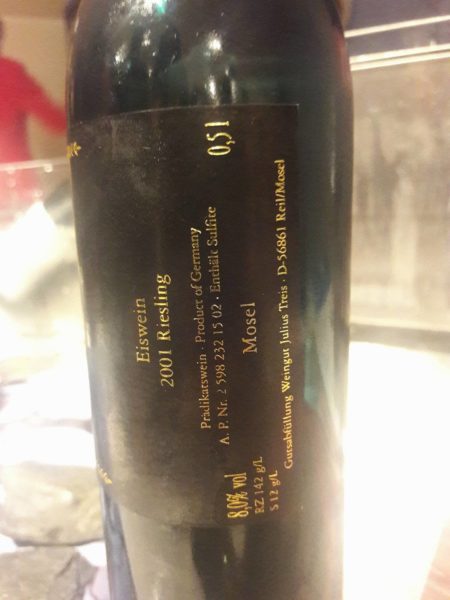 Eiswein
2001 Riesling
0,5 l
Prädikatswein · Product of Germany
A. P. Nr. 2 598 232 15 02 · Enthält Sulfite
Mosel
8,0% vol
RZ 142 g/L
S 12 g/L
Gutsabfüllung Weingut Julius Treis · D-56861 Reil/Mosel